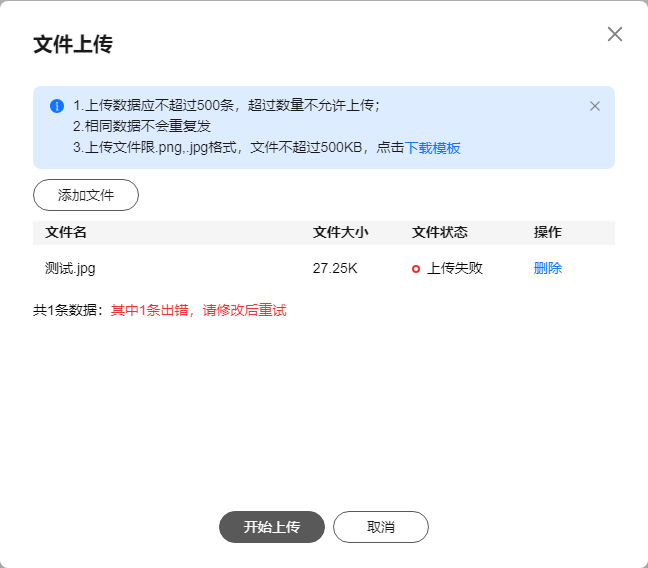 文件上传
1.上传数据应不超过500条，超过数量不允许上传；
2.相同数据不会重复发
3.上传文件限.png,.jpg格式，文件不超过500KB，点击下载模板
添加文件
文件名 文件大小 文件状态 操作
测试.jpg 27.25K 上传失败 删除
共1条数据：其中1条出错，请修改后重试
开始上传 取消